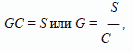 GC = S или G = S/C,